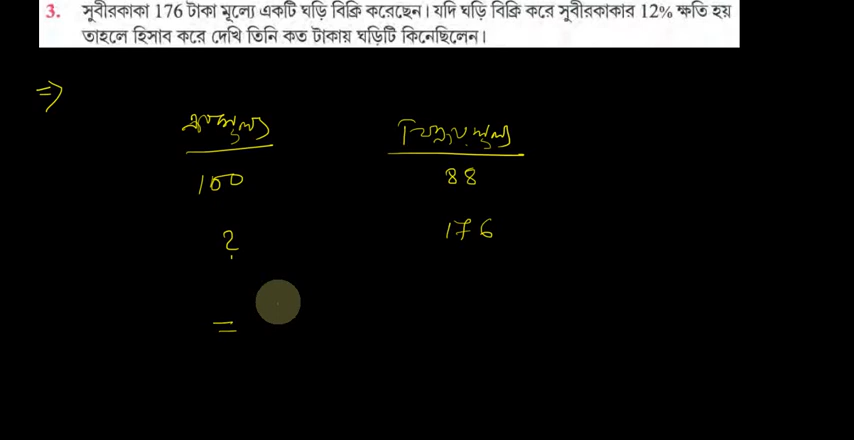 3. সুবীরকাকা 176 টাকা মূল্যে একটি ঘড়ি বিক্রি করেছেন। যদি ঘড়ি বিক্রি করে সুবীরকাকার 12% ক্ষতি হয়
তাহলে হিসাব করে দেখি তিনি কত টাকায় ঘড়িটি কিনেছিলেন।
⇒
ক্রয়মূল্য বিক্রয়মূল্য
100 88
? 176
=